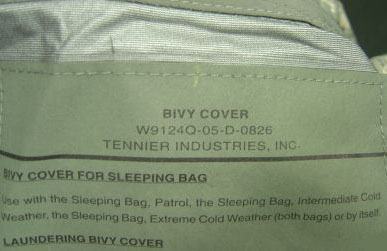 BIVY COVER
W9124Q-05-D-0826
TENNIER INDUSTRIES, INC.
BIVY COVER FOR SLEEPING BAG
Use with the Sleeping Bag, Patrol, the Sleeping Bag, Intermediate Cold
Weather, the Sleeping Bag, Extreme Cold Weather (both bags) or by itself.
LAUNDERING BIVY COVER